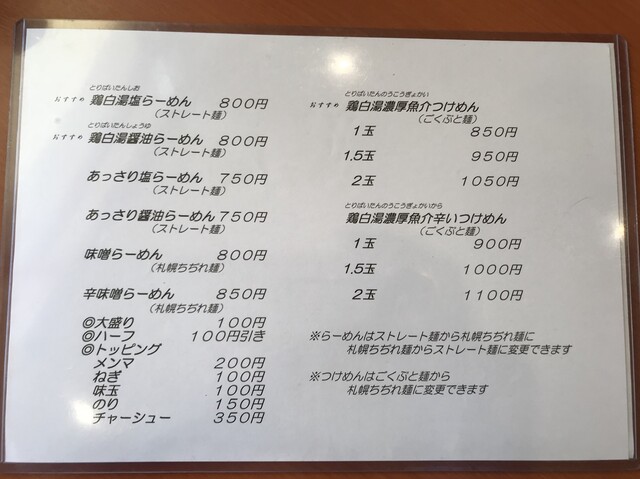 とりぱいたんしお
おすすめ 鶏白湯塩らーめん 800円
(ストレート麺)
とりぱいたんしょうゆ
おすすめ 鶏白湯醤油らーめん 800円
(ストレート麺)
あっさり塩らーめん 750円
(ストレート麺)
あっさり醤油らーめん 750円
(ストレート麺)
味噌らーめん 800円
(札幌ちぢれ麺)
辛味噌らーめん 850円
(札幌ちぢれ麺)
◎大盛り 100円
◎ハーフ 100円引き
◎トッピング
メンマ 200円
ねぎ 100円
味玉 100円
のり 150円
チャーシュー 350円
とりぱいたんのうこうぎょかい
おすすめ 鶏白湯濃厚魚介つけめん
(ごくぶと麺)
1玉 850円
1.5玉 950円
2玉 1050円
とりぱいたんのうこうぎょかいから
鶏白湯濃厚魚介辛いつけめん
(ごくぶと麺)
1玉 900円
1.5玉 1000円
2玉 1100円
※らーめんはストレート麺から札幌ちぢれ麺に
札幌ちぢれ麺からストレート麺に変更できます
※つけめんはごくぶと麺から
札幌ちぢれ麺に変更できます